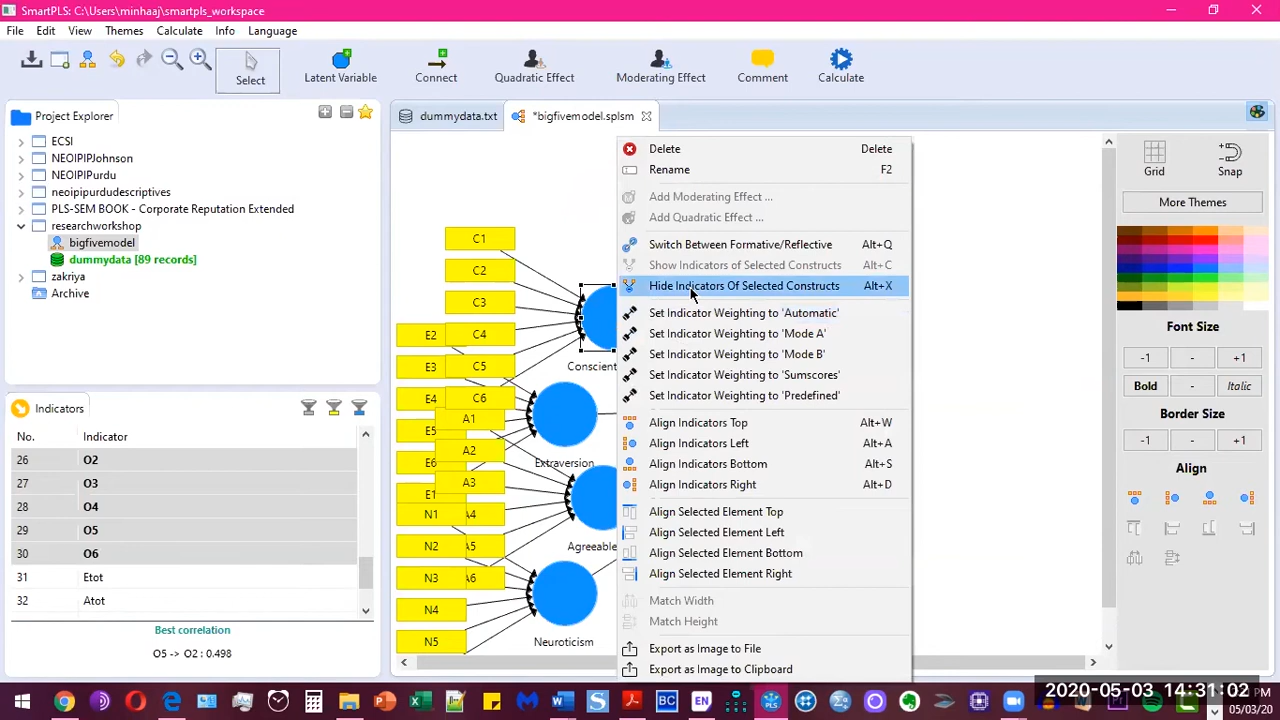 SmartPLS: C:\Users\minhaaj\smartpls_workspace
File Edit View Themes Calculate Info Language
Select
Latent Variable
Connect
Quadratic Effect
Moderating Effect
Comment
Calculate
Project Explorer
ECSI
NEOIPIPJohnson
NEOIPIPurdu
neoipipurdudescriptives
PLS-SEM BOOK - Corporate Reputation Extended
researchworkshop
bigfivemodel
dummydata [89 records]
zakriya
Archive
Indicators
No. Indicator
26 O2
27 O3
28 O4
29 O5
30 O6
31 Etot
32 Atot
Best correlation
O5 -> O2 : 0.498
dummydata.txt
*bigfivemodel.splsm
C1
C2
C3
C4
C5
C6
E2
E3
E4
E5
E6
E1
A1
A2
A3
A4
A5
A6
N1
N2
N3
N4
N5
Conscient
Extraversion
Agreeable
Neuroticism
Delete Delete
Rename F2
Add Moderating Effect ...
Add Quadratic Effect ...
Switch Between Formative/Reflective Alt+Q
Show Indicators of Selected Constructs Alt+C
Hide Indicators Of Selected Constructs Alt+X
Set Indicator Weighting to 'Automatic'
Set Indicator Weighting to 'Mode A'
Set Indicator Weighting to 'Mode B'
Set Indicator Weighting to 'Sumscores'
Set Indicator Weighting to 'Predefined'
Align Indicators Top Alt+W
Align Indicators Left Alt+A
Align Indicators Bottom Alt+S
Align Indicators Right Alt+D
Align Selected Element Top
Align Selected Element Left
Align Selected Element Bottom
Align Selected Element Right
Match Width
Match Height
Export as Image to File
Export as Image to Clipboard
Grid Snap
More Themes
Font Size
-1 - +1
Bold - Italic
Border Size
-1 - +1
Align
EN
BC
PLS
2020-05-03 14:31:02
PM
05/03/20